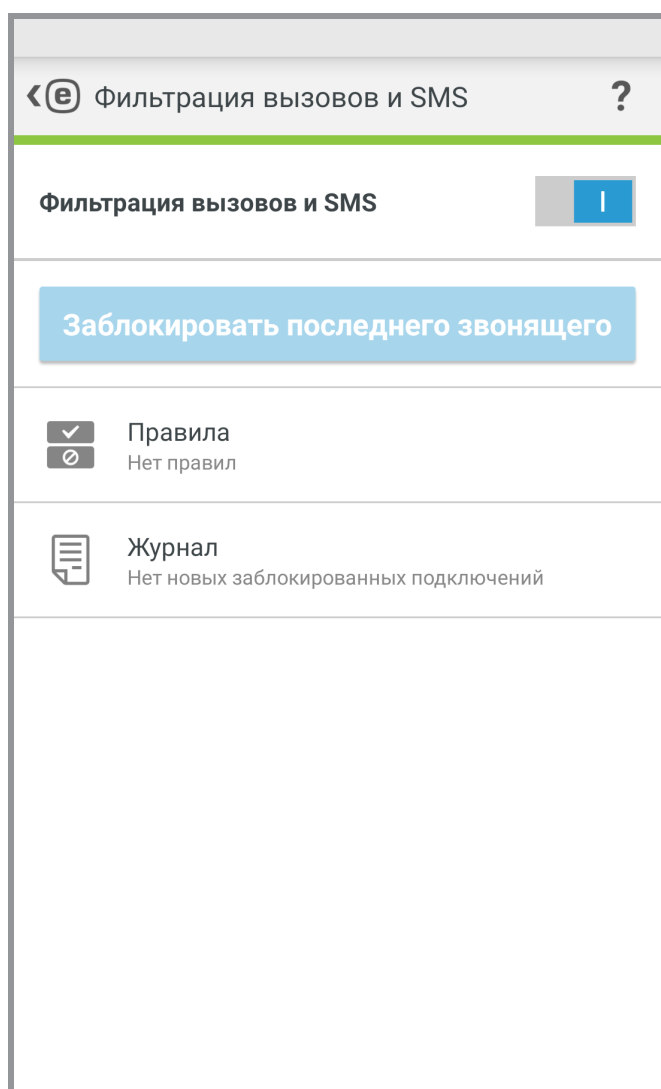 Фильтрация вызовов и SMS ?
Фильтрация вызовов и SMS
Заблокировать последнего звонящего
Правила
Нет правил
Журнал
Нет новых заблокированных подключений